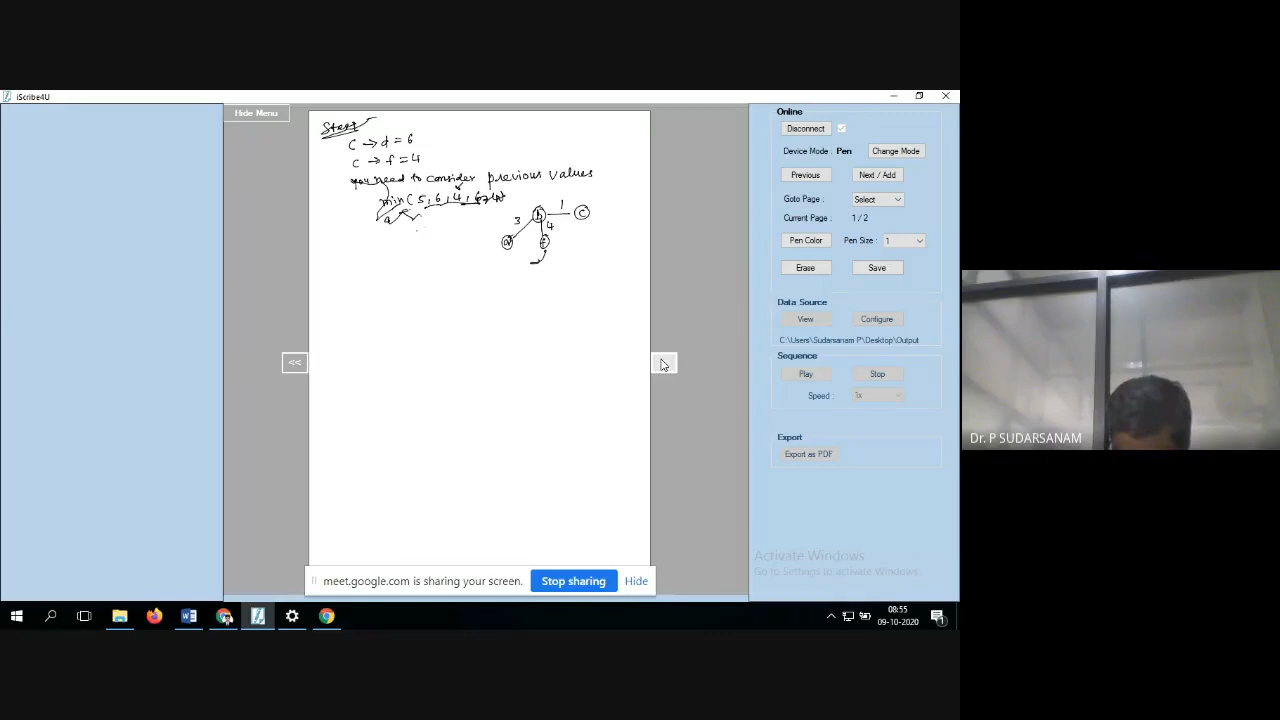 iScribe4U
Hide Menu
c → d = 6
c → f = 4
you need to consider previous values
min( 5, 6, 4, 6
a
b
1
c
3
4
a
f
<<
Online
Disconnect
Device Mode : Pen
Change Mode
Previous
Next / Add
Goto Page :
Select
Current Page :
1 / 2
Pen Color
Pen Size :
1
Erase
Save
Data Source
View
Configure
C:\Users\Sudarsanam P\Desktop\Output
Sequence
Play
Stop
Speed :
1x
Export
Export as PDF
Activate Windows
Go to Settings to activate Windows.
Dr. P SUDARSANAM
meet.google.com is sharing your screen.
Stop sharing
Hide
08:55
09-10-2020
1